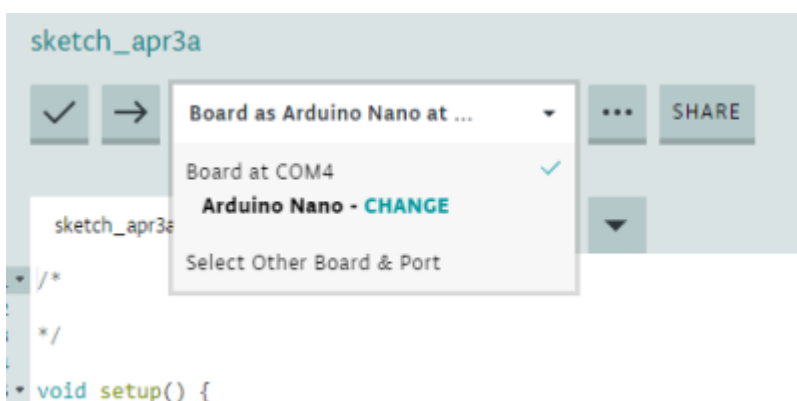 sketch_apr3a
Board as Arduino Nano at ...
SHARE
Board at COM4
Arduino Nano - CHANGE
sketch_apr3a
Select Other Board & Port
/*
*/
void setup() {